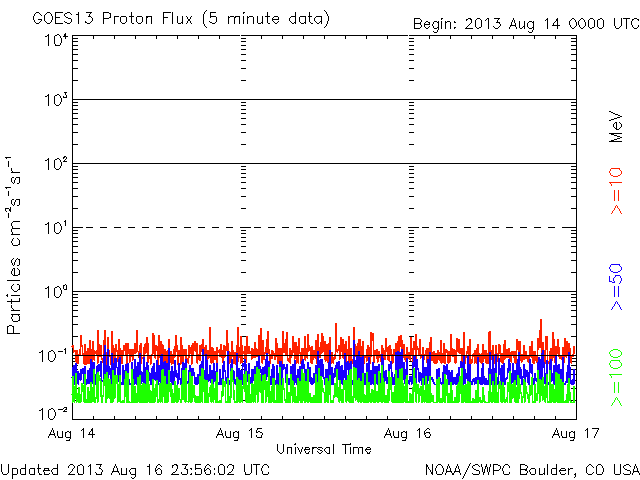 GOES13 Proton Flux (5 minute data)
Begin: 2013 Aug 14 0000 UTC
10⁴
10³
10²
10¹
10⁰
10⁻¹
10⁻²
Particles cm⁻²s⁻¹sr⁻¹
MeV
>=10
>=50
>=100
Aug 14
Aug 15
Aug 16
Aug 17
Universal Time
Updated 2013 Aug 16 23:56:02 UTC
NOAA/SWPC Boulder, CO USA